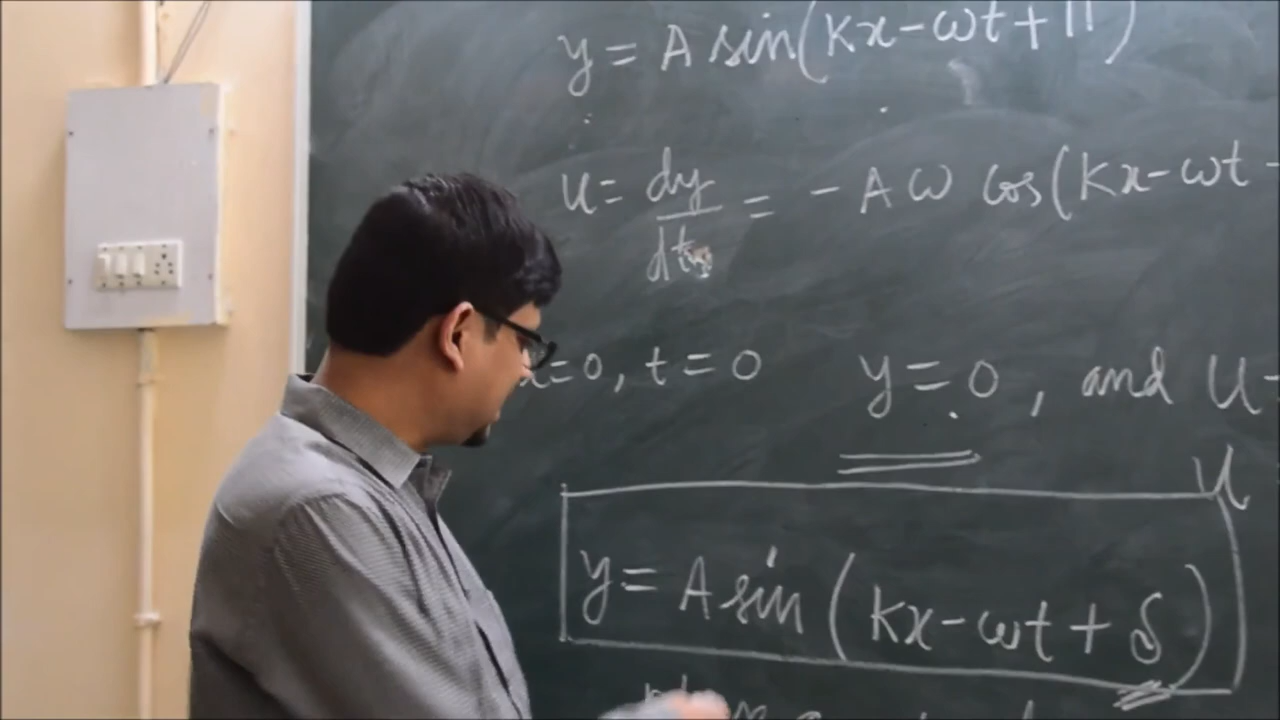 y = A sin(kx-ωt+π)
u = dy/dt = - A ω cos(kx-ωt
x=0, t=0 y=0, and u=
u
y = A sin(kx-ωt+δ)